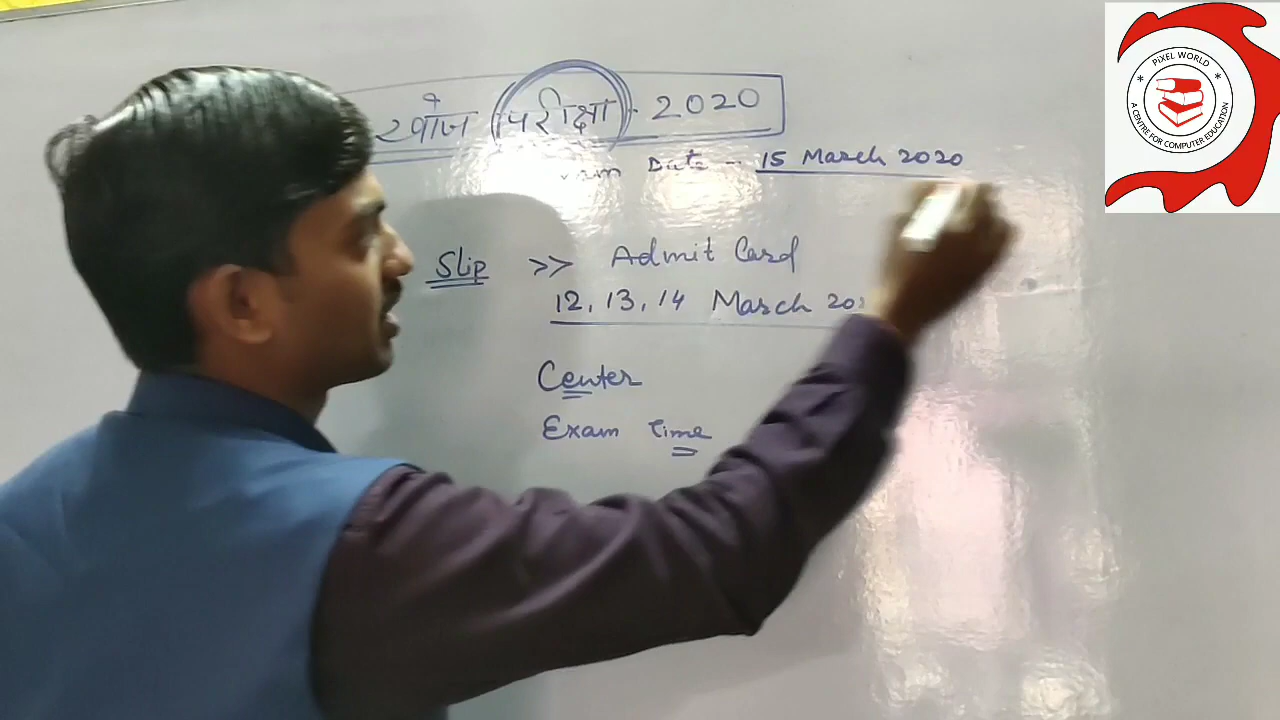 खोज परीक्षा - 2020
Date - 15 March 2020
Slip >> Admit Card
12, 13, 14 March
Center
Exam Time
PIXEL WORLD
A CENTRE FOR COMPUTER EDUCATION